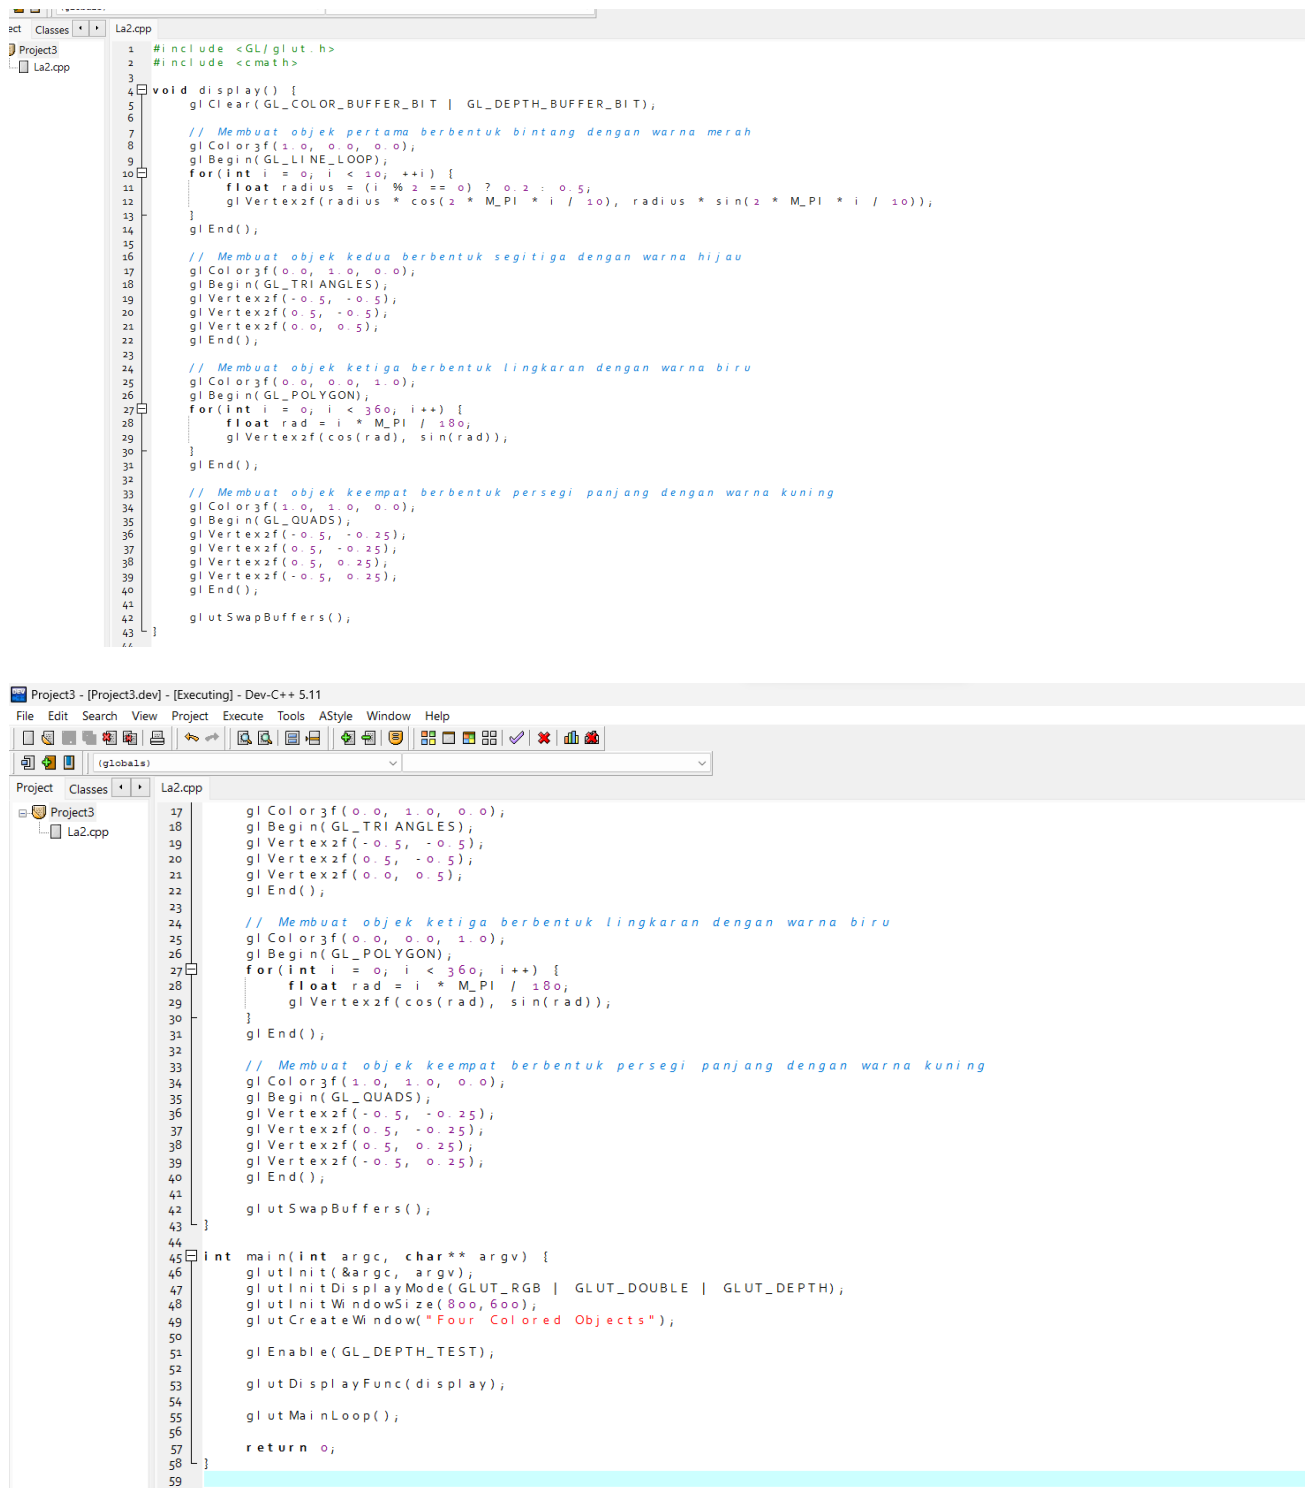 ect Classes La2.cpp
Project3
La2.cpp
1 #include <GL/glut.h>
2 #include <cmath>
3
4 void display() {
5 glClear(GL_COLOR_BUFFER_BIT | GL_DEPTH_BUFFER_BIT);
6
7 // Membuat objek pertama berbentuk bintang dengan warna merah
8 glColor3f(1.0, 0.0, 0.0);
9 glBegin(GL_LINE_LOOP);
10 for(int i = 0; i < 10; ++i) {
11 float radius = (i % 2 == 0) ? 0.2 : 0.5;
12 glVertex2f(radius * cos(2 * M_PI * i / 10), radius * sin(2 * M_PI * i / 10));
13 }
14 glEnd();
15
16 // Membuat objek kedua berbentuk segitiga dengan warna hijau
17 glColor3f(0.0, 1.0, 0.0);
18 glBegin(GL_TRIANGLES);
19 glVertex2f(-0.5, -0.5);
20 glVertex2f(0.5, -0.5);
21 glVertex2f(0.0, 0.5);
22 glEnd();
23
24 // Membuat objek ketiga berbentuk lingkaran dengan warna biru
25 glColor3f(0.0, 0.0, 1.0);
26 glBegin(GL_POLYGON);
27 for(int i = 0; i < 360; i++) {
28 float rad = i * M_PI / 180;
29 glVertex2f(cos(rad), sin(rad));
30 }
31 glEnd();
32
33 // Membuat objek keempat berbentuk persegi panjang dengan warna kuning
34 glColor3f(1.0, 1.0, 0.0);
35 glBegin(GL_QUADS);
36 glVertex2f(-0.5, -0.25);
37 glVertex2f(0.5, -0.25);
38 glVertex2f(0.5, 0.25);
39 glVertex2f(-0.5, 0.25);
40 glEnd();
41
42 glutSwapBuffers();
43 }
Project3 - [Project3.dev] - [Executing] - Dev-C++ 5.11
File Edit Search View Project Execute Tools AStyle Window Help
(globals)
Project Classes La2.cpp
Project3
La2.cpp
17 glColor3f(0.0, 1.0, 0.0);
18 glBegin(GL_TRIANGLES);
19 glVertex2f(-0.5, -0.5);
20 glVertex2f(0.5, -0.5);
21 glVertex2f(0.0, 0.5);
22 glEnd();
23
24 // Membuat objek ketiga berbentuk lingkaran dengan warna biru
25 glColor3f(0.0, 0.0, 1.0);
26 glBegin(GL_POLYGON);
27 for(int i = 0; i < 360; i++) {
28 float rad = i * M_PI / 180;
29 glVertex2f(cos(rad), sin(rad));
30 }
31 glEnd();
32
33 // Membuat objek keempat berbentuk persegi panjang dengan warna kuning
34 glColor3f(1.0, 1.0, 0.0);
35 glBegin(GL_QUADS);
36 glVertex2f(-0.5, -0.25);
37 glVertex2f(0.5, -0.25);
38 glVertex2f(0.5, 0.25);
39 glVertex2f(-0.5, 0.25);
40 glEnd();
41
42 glutSwapBuffers();
43 }
44
45 int main(int argc, char** argv) {
46 glutInit(&argc, argv);
47 glutInitDisplayMode(GLUT_RGB | GLUT_DOUBLE | GLUT_DEPTH);
48 glutInitWindowSize(800,600);
49 glutCreateWindow("Four Colored Objects");
50
51 glEnable(GL_DEPTH_TEST);
52
53 glutDisplayFunc(display);
54
55 glutMainLoop();
56
57 return 0;
58 }
59